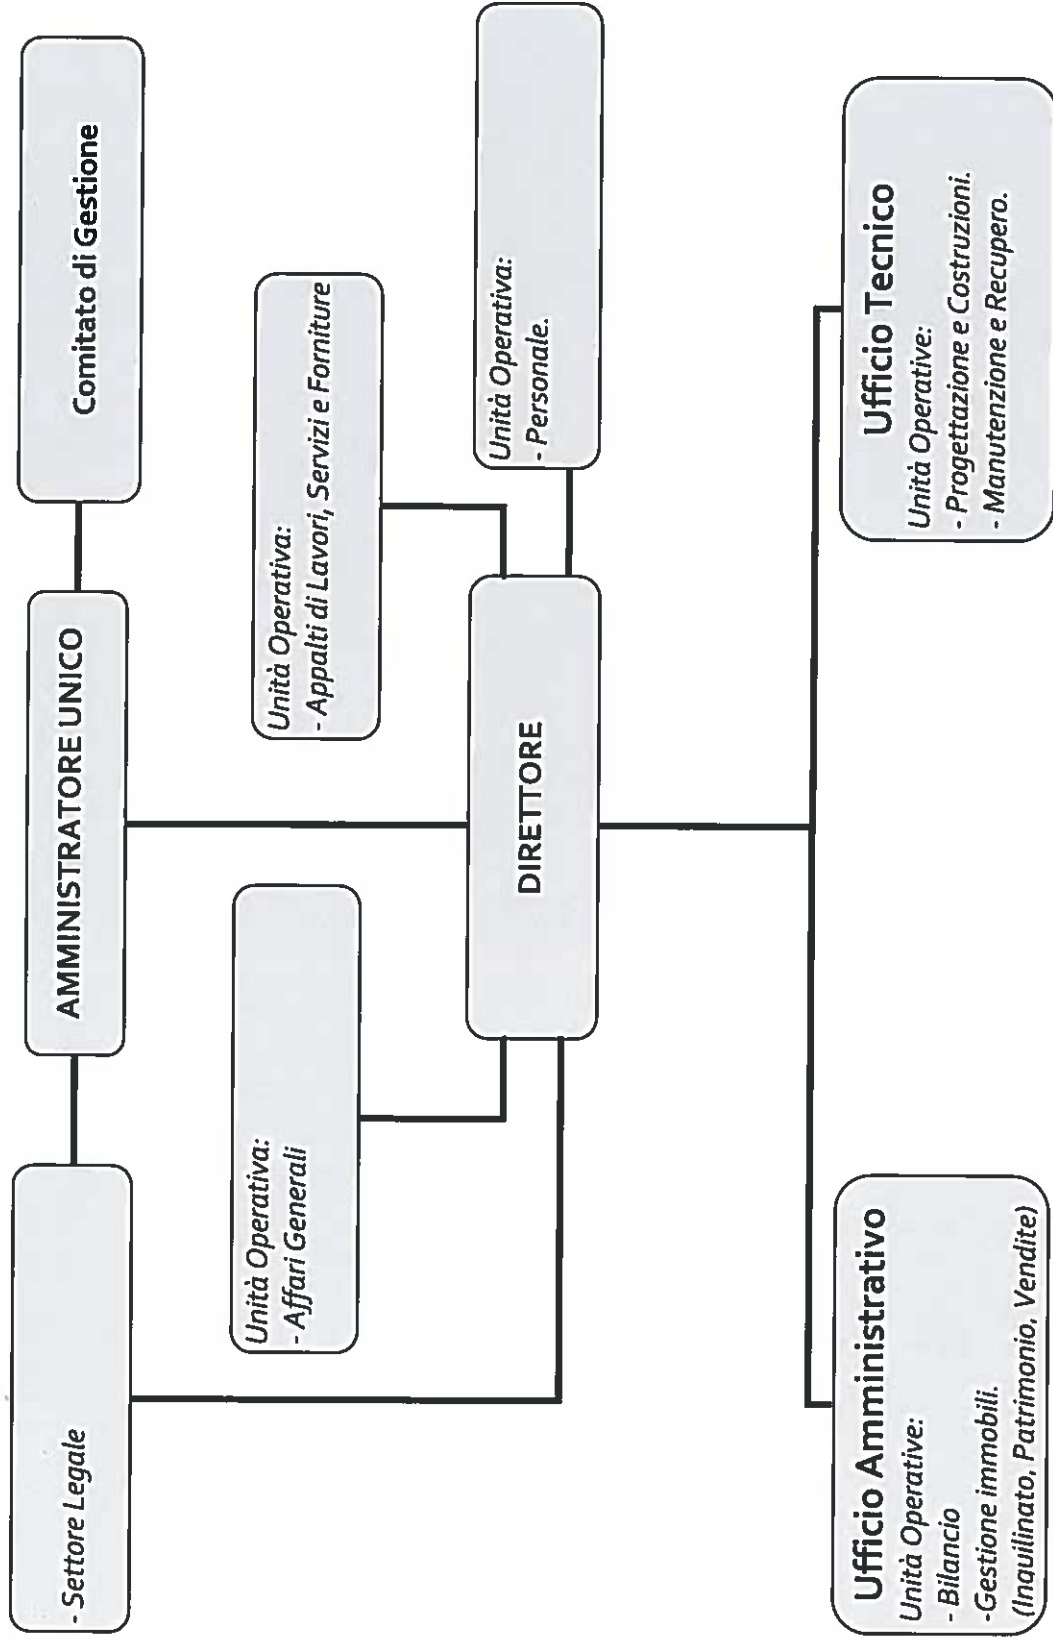 - Settore Legale
AMMINISTRATORE UNICO
Comitato di Gestione
Unità Operativa:
- Affari Generali
Unità Operativa:
- Appalti di Lavori, Servizi e Forniture
DIRETTORE
Unità Operativa:
- Personale.
Ufficio Amministrativo
Unità Operative:
- Bilancio
-Gestione immobili.
(Inquilinato, Patrimonio, Vendite)
Ufficio Tecnico
Unità Operative:
- Progettazione e Costruzioni.
- Manutenzione e Recupero.